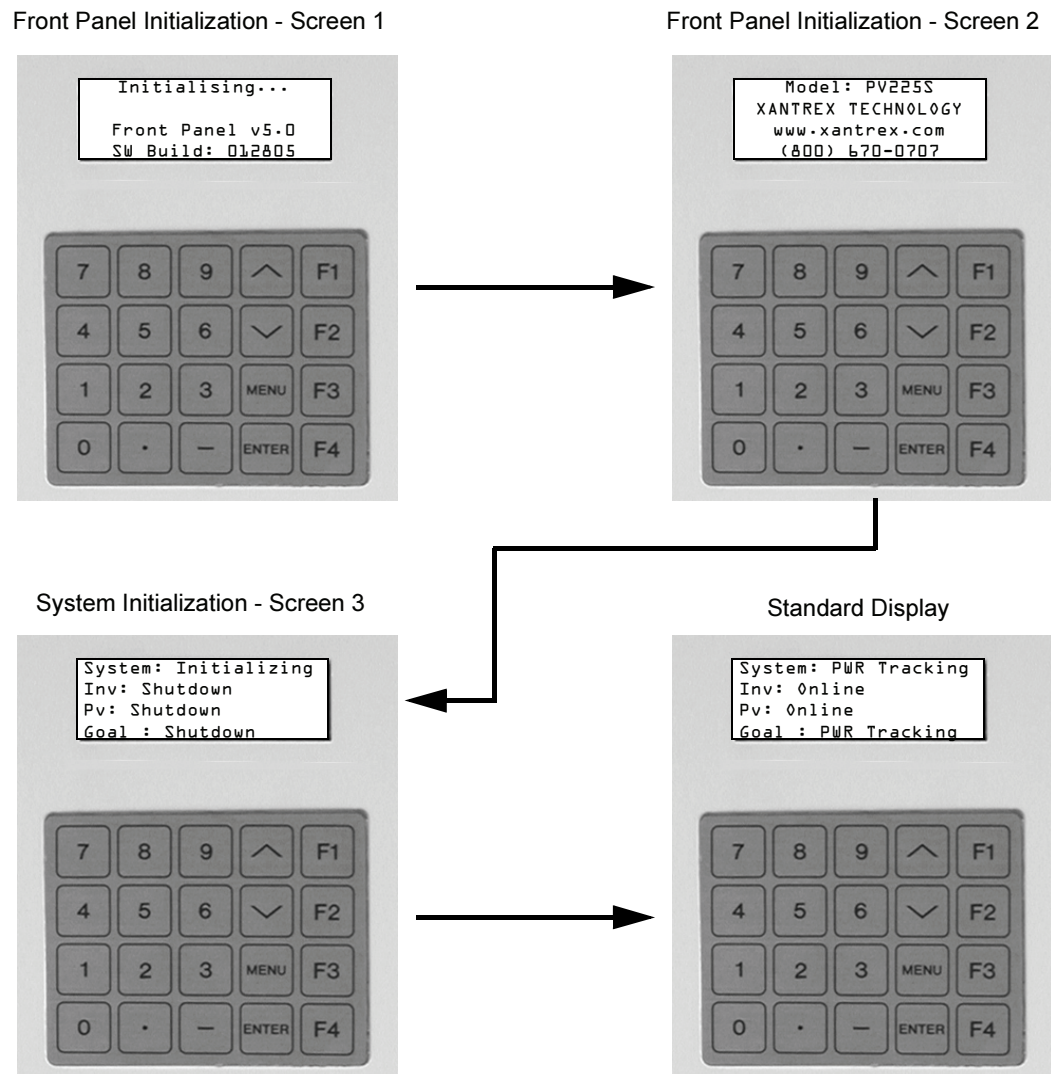 Front Panel Initialization - Screen 1
Initialising...
Front Panel v5.0
SW Build: 012805
7 8 9 F1
4 5 6 F2
1 2 3 MENU F3
0 · – ENTER F4
Front Panel Initialization - Screen 2
Model: PV225S
XANTREX TECHNOLOGY
www.xantrex.com
(800) 670-0707
7 8 9 F1
4 5 6 F2
1 2 3 MENU F3
0 · – ENTER F4
System Initialization - Screen 3
System: Initializing
Inv: Shutdown
Pv: Shutdown
Goal : Shutdown
7 8 9 F1
4 5 6 F2
1 2 3 MENU F3
0 · – ENTER F4
Standard Display
System: PWR Tracking
Inv: Online
Pv: Online
Goal : PWR Tracking
7 8 9 F1
4 5 6 F2
1 2 3 MENU F3
0 · – ENTER F4